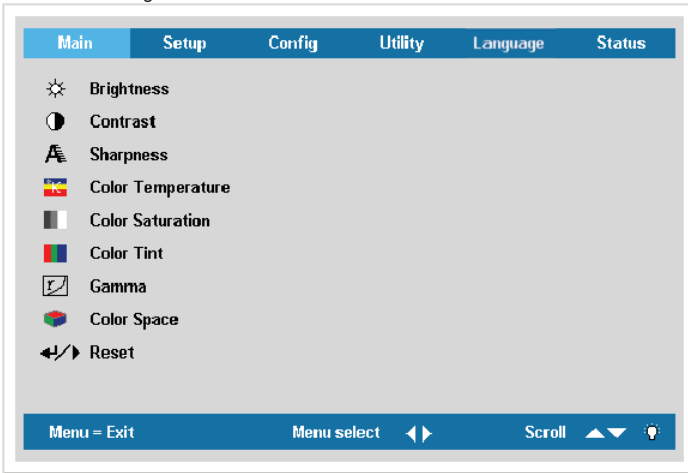 Main Setup Config Utility Language Status
Brightness
Contrast
Sharpness
Color Temperature
Color Saturation
Color Tint
Gamma
Color Space
Reset
Menu = Exit Menu select Scroll